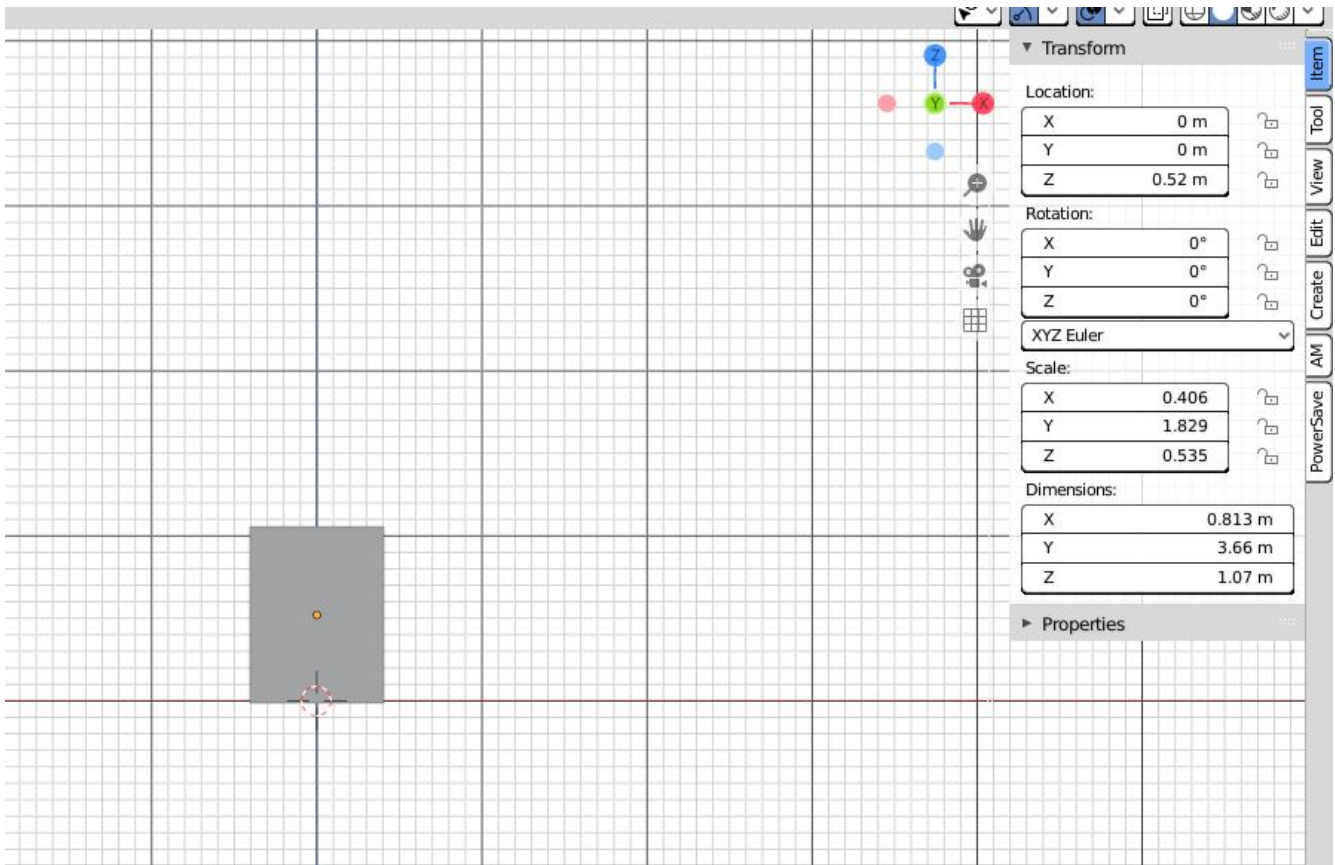 Z
Y
X
Transform
Location:
X 0 m
Y 0 m
Z 0.52 m
Rotation:
X 0°
Y 0°
Z 0°
XYZ Euler
Scale:
X 0.406
Y 1.829
Z 0.535
Dimensions:
X 0.813 m
Y 3.66 m
Z 1.07 m
Properties
Item
Tool
View
Edit
Create
AM
PowerSave